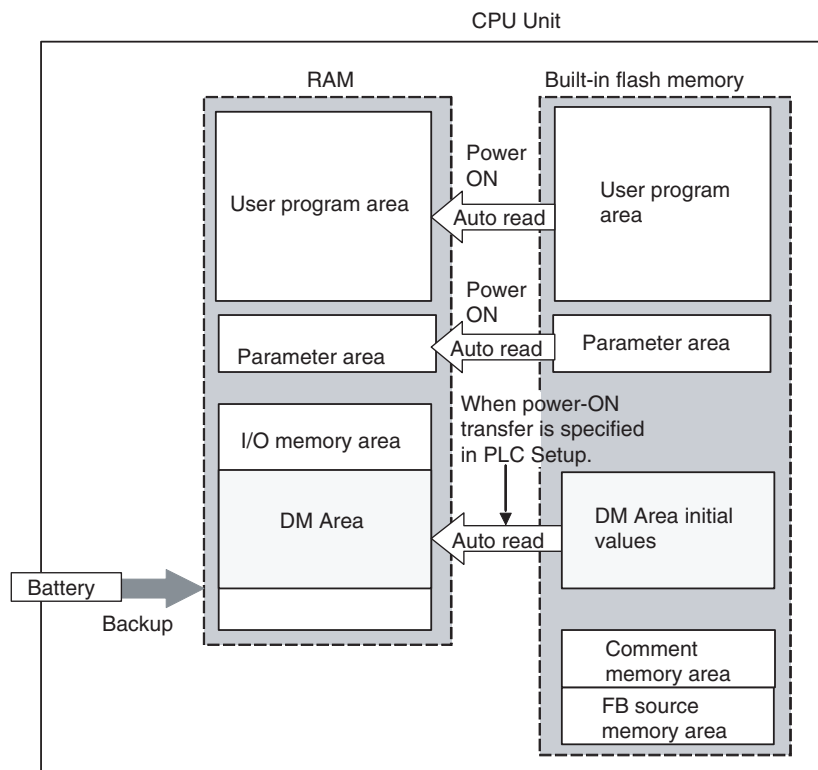 CPU Unit
RAM
Built-in flash memory
User program area
Power
ON
Auto read
User program
area
Parameter area
Power
ON
Auto read
Parameter area
I/O memory area
When power-ON
transfer is specified
in PLC Setup.
DM Area
Auto read
DM Area initial
values
Battery
Backup
Comment
memory area
FB source
memory area